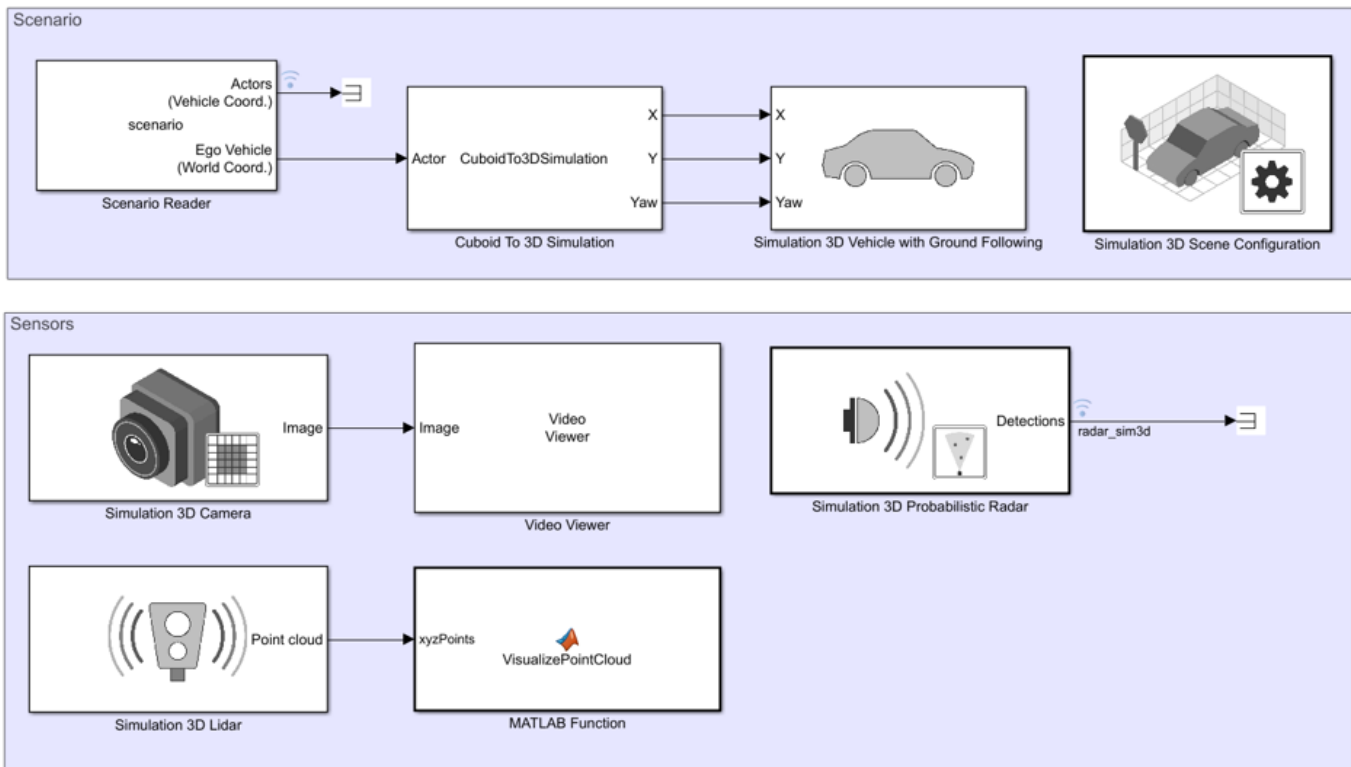 Scenario
Actors
(Vehicle Coord.)
scenario
Ego Vehicle
(World Coord.)
Scenario Reader
Actor
CuboidTo3DSimulation
X
Y
Yaw
Cuboid To 3D Simulation
X
Y
Yaw
Simulation 3D Vehicle with Ground Following
Simulation 3D Scene Configuration
Sensors
Image
Simulation 3D Camera
Image
Video
Viewer
Video Viewer
Detections
radar_sim3d
Simulation 3D Probabilistic Radar
Point cloud
Simulation 3D Lidar
xyzPoints
VisualizePointCloud
MATLAB Function